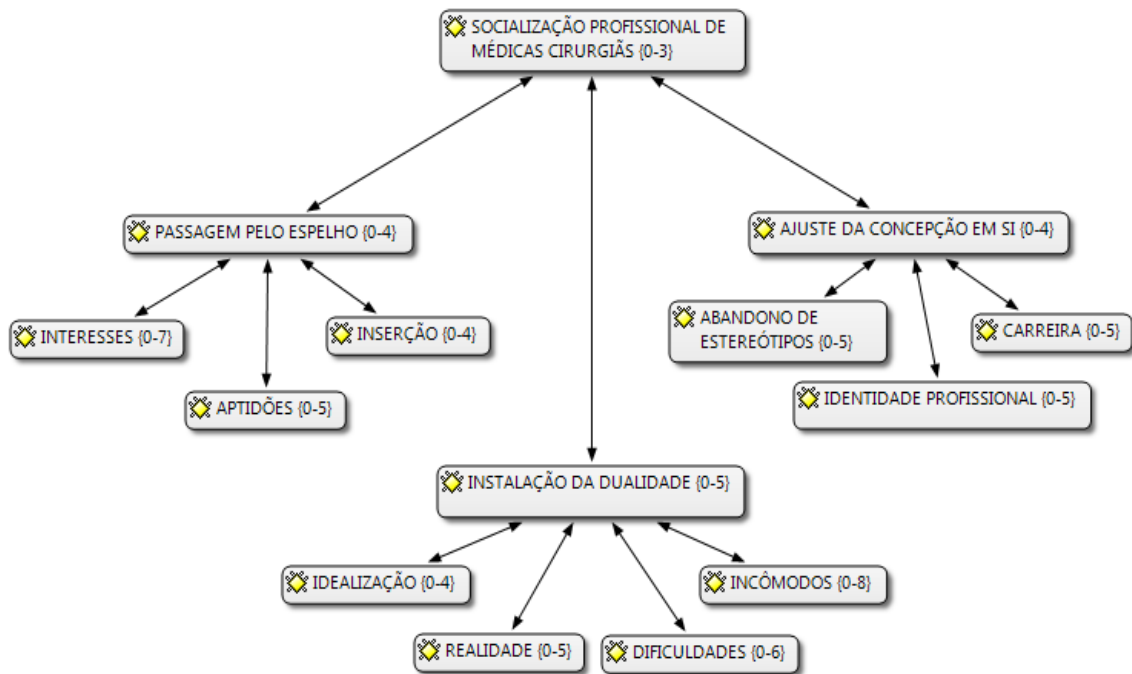 SOCIALIZAÇÃO PROFISSIONAL DE
MÉDICAS CIRURGIÃS {0-3}
PASSAGEM PELO ESPELHO {0-4}
AJUSTE DA CONCEPÇÃO EM SI {0-4}
INTERESSES {0-7}
INSERÇÃO {0-4}
APTIDÕES {0-5}
ABANDONO DE
ESTEREÓTIPOS {0-5}
CARREIRA {0-5}
IDENTIDADE PROFISSIONAL {0-5}
INSTALAÇÃO DA DUALIDADE {0-5}
IDEALIZAÇÃO {0-4}
INCÔMODOS {0-8}
REALIDADE {0-5}
DIFICULDADES {0-6}